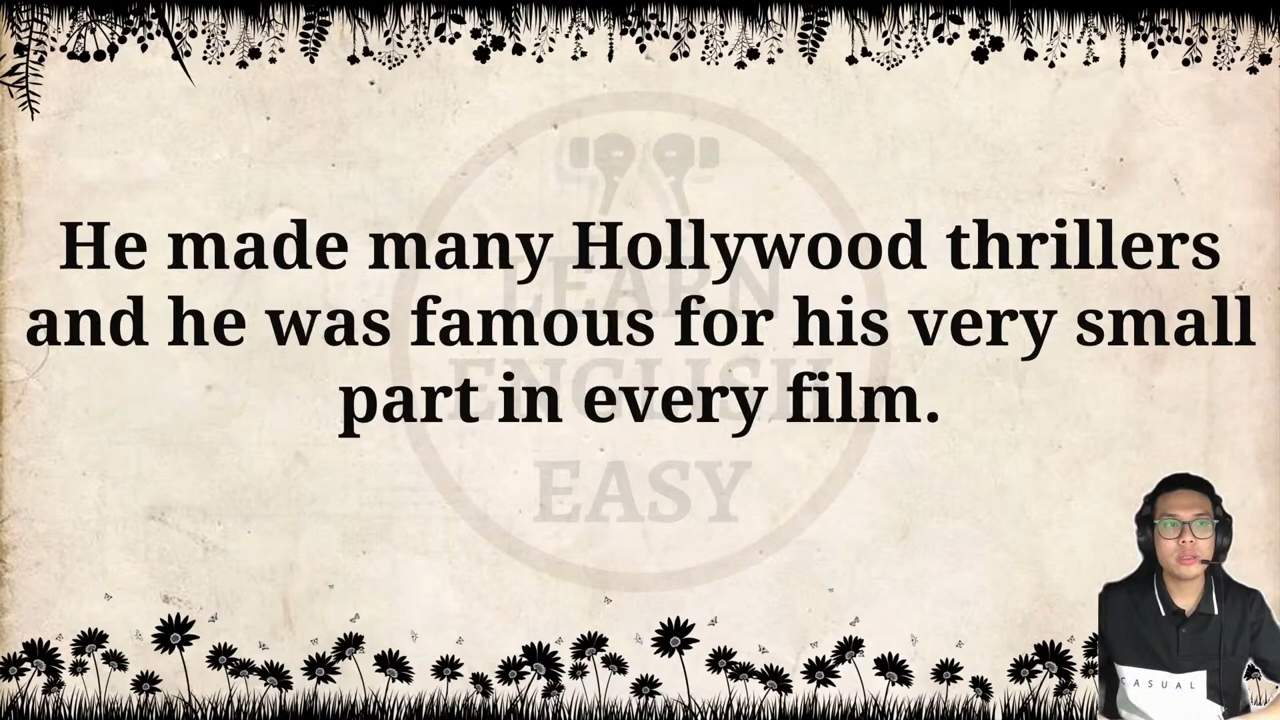 He made many Hollywood thrillers
and he was famous for his very small
part in every film.
LEARN
ENGLISH
EASY
CASUAL